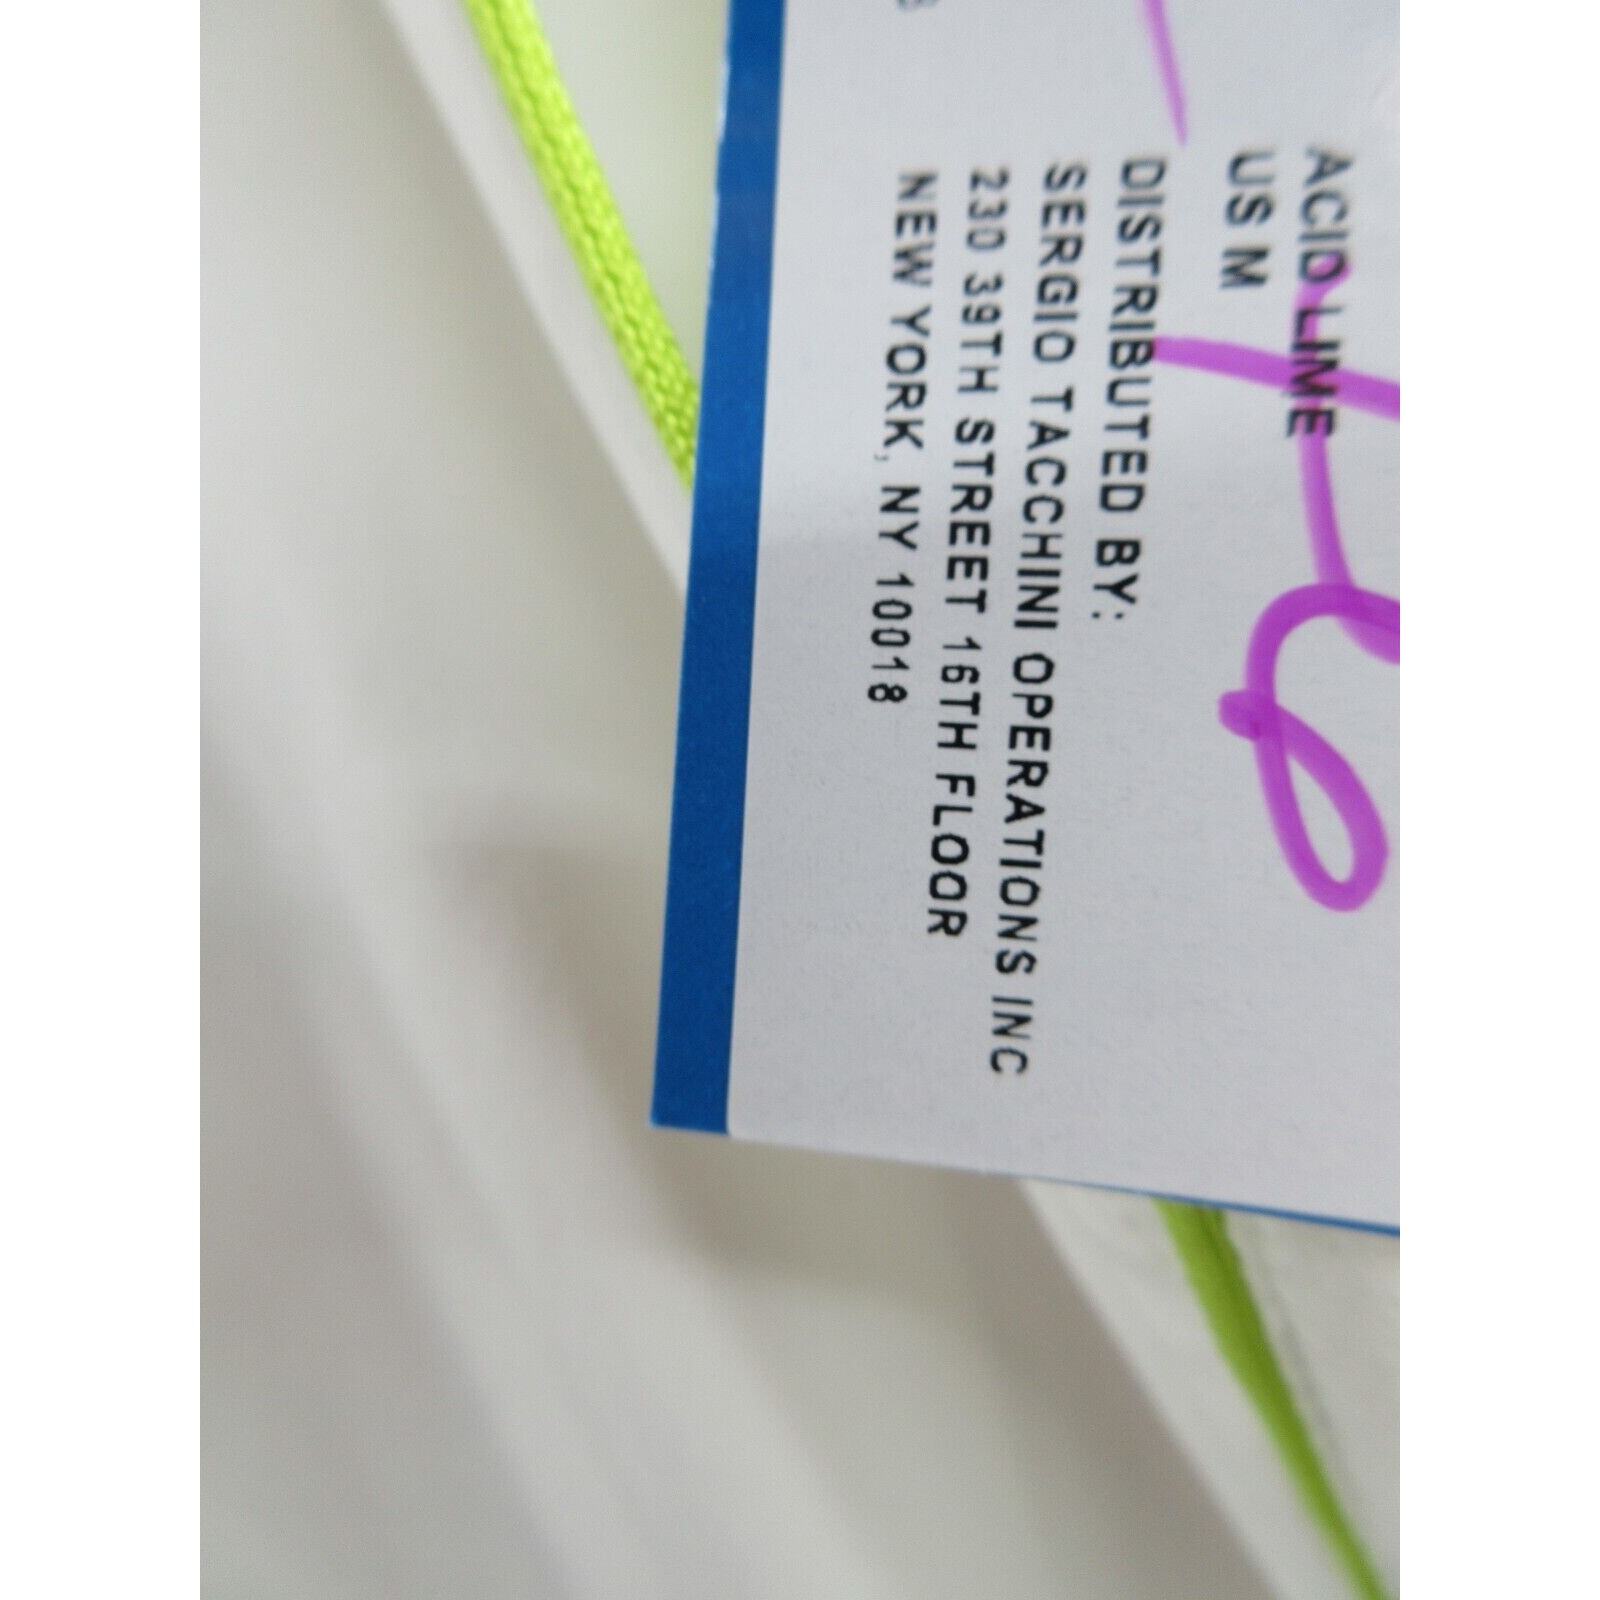 ACID LIME
US M
DISTRIBUTED BY:
SERGIO TACCHINI OPERATIONS INC
230 39TH STREET 16TH FLOOR
NEW YORK, NY 10018